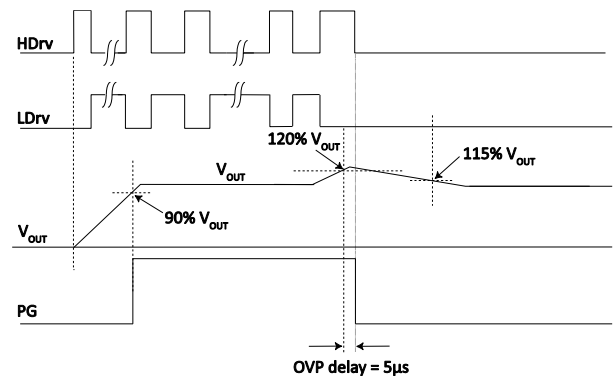 HDrv
LDrv
120% VOUT
115% VOUT
VOUT
90% VOUT
VOUT
PG
OVP delay = 5µs